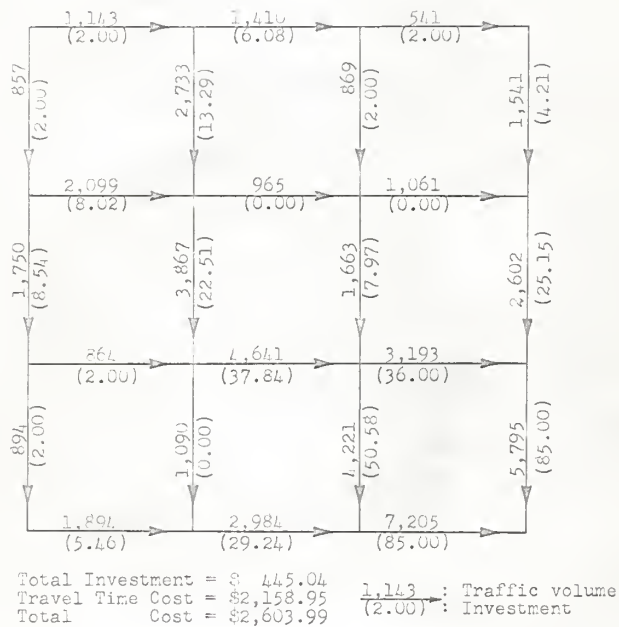 1,143 1,410 541
(2.00) (6.08) (2.00)
857 (2.00)
2,733 (13.29)
869 (2.00)
1,541 (4.21)
2,099 965 1,061
(8.02) (0.00) (0.00)
1,750 (8.54)
3,867 (22.51)
1,663 (7.97)
2,602 (25.15)
864 4,641 3,193
(2.00) (37.84) (36.00)
894 (2.00)
1,090 (0.00)
4,221 (50.58)
5,795 (85.00)
1,894 2,984 7,205
(5.46) (29.24) (85.00)
Total Investment = $ 445.04
Travel Time Cost = $2,158.95
Total Cost = $2,603.99
1,143 : Traffic volume
(2.00) : Investment